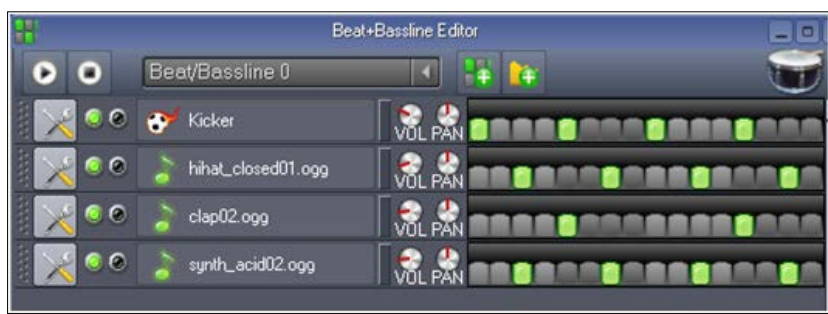 Beat+Bassline Editor
Beat/Bassline 0
Kicker
VOL PAN
hihat_closed01.ogg
VOL PAN
clap02.ogg
VOL PAN
synth_acid02.ogg
VOL PAN